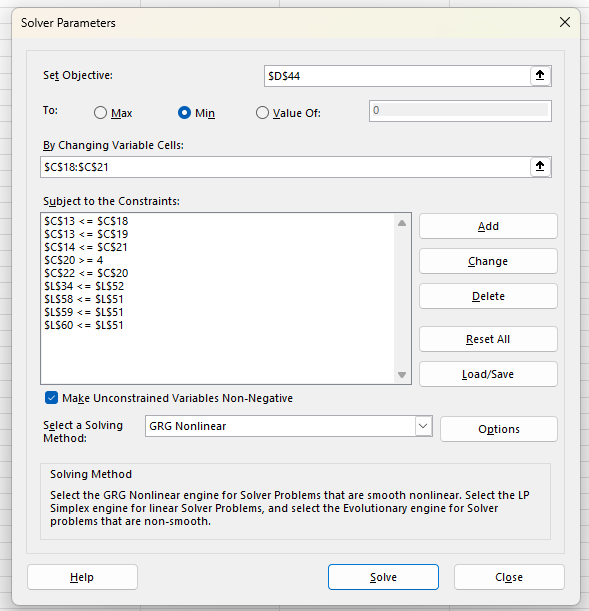 Solver Parameters
Set Objective:
$D$44
To:
Max
Min
Value Of:
0
By Changing Variable Cells:
$C$18:$C$21
Subject to the Constraints:
$C$13 <= $C$18
$C$13 <= $C$19
$C$14 <= $C$21
$C$20 >= 4
$C$22 <= $C$20
$L$34 <= $L$52
$L$58 <= $L$51
$L$59 <= $L$51
$L$60 <= $L$51
Add
Change
Delete
Reset All
Load/Save
Make Unconstrained Variables Non-Negative
Select a Solving
Method:
GRG Nonlinear
Options
Solving Method
Select the GRG Nonlinear engine for Solver Problems that are smooth nonlinear. Select the LP
Simplex engine for linear Solver Problems, and select the Evolutionary engine for Solver
problems that are non-smooth.
Help
Solve
Close